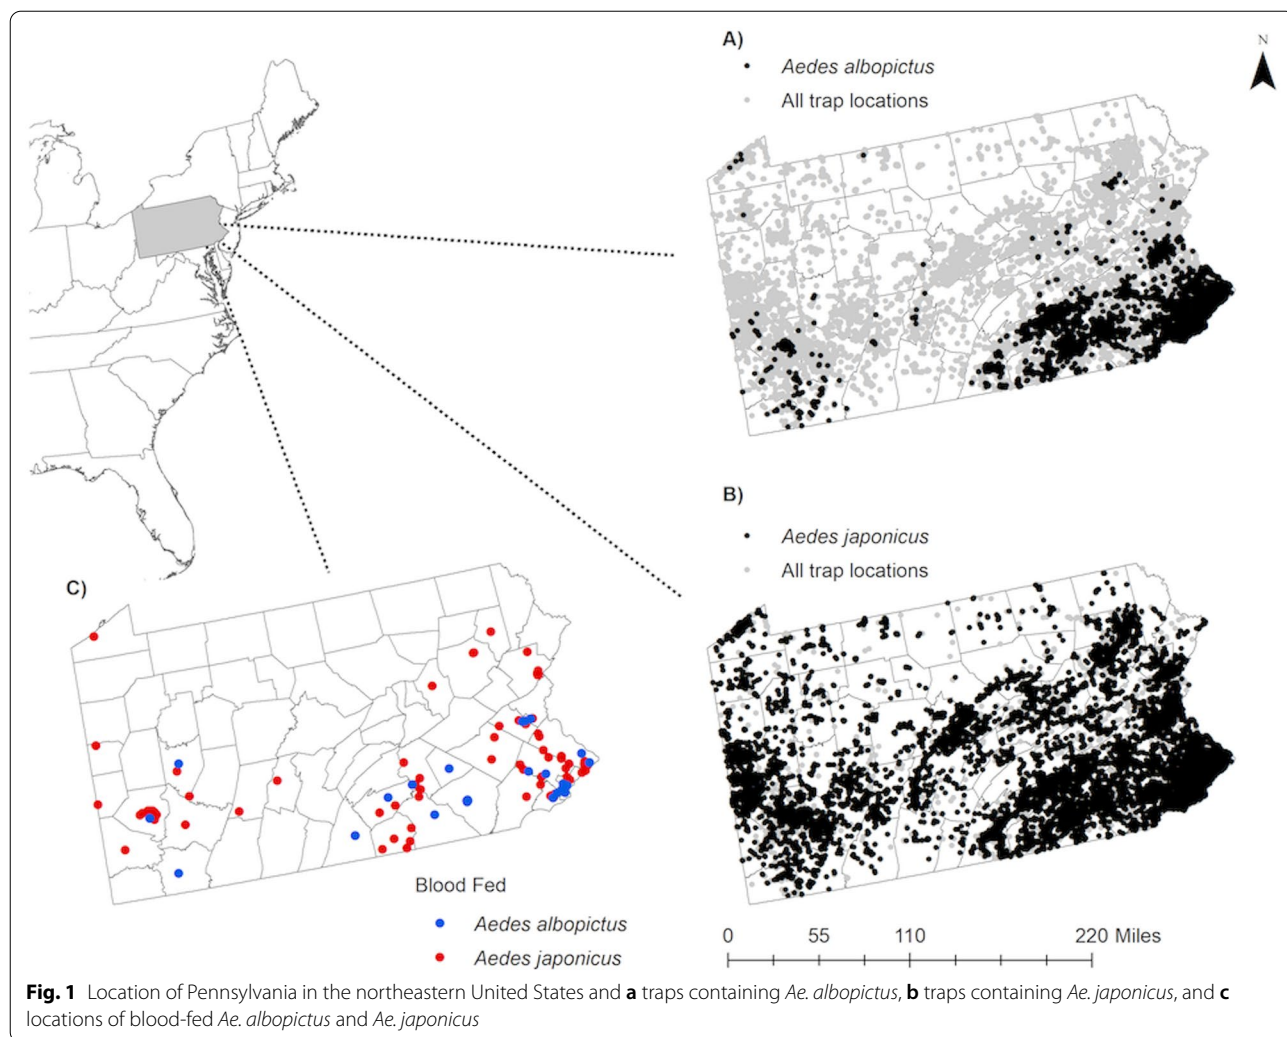 A)
N
Aedes albopictus
All trap locations
B)
Aedes japonicus
All trap locations
C)
Blood Fed
Aedes albopictus
Aedes japonicus
0 55 110 220 Miles
Fig. 1 Location of Pennsylvania in the northeastern United States and a traps containing Ae. albopictus, b traps containing Ae. japonicus, and c
locations of blood-fed Ae. albopictus and Ae. japonicus